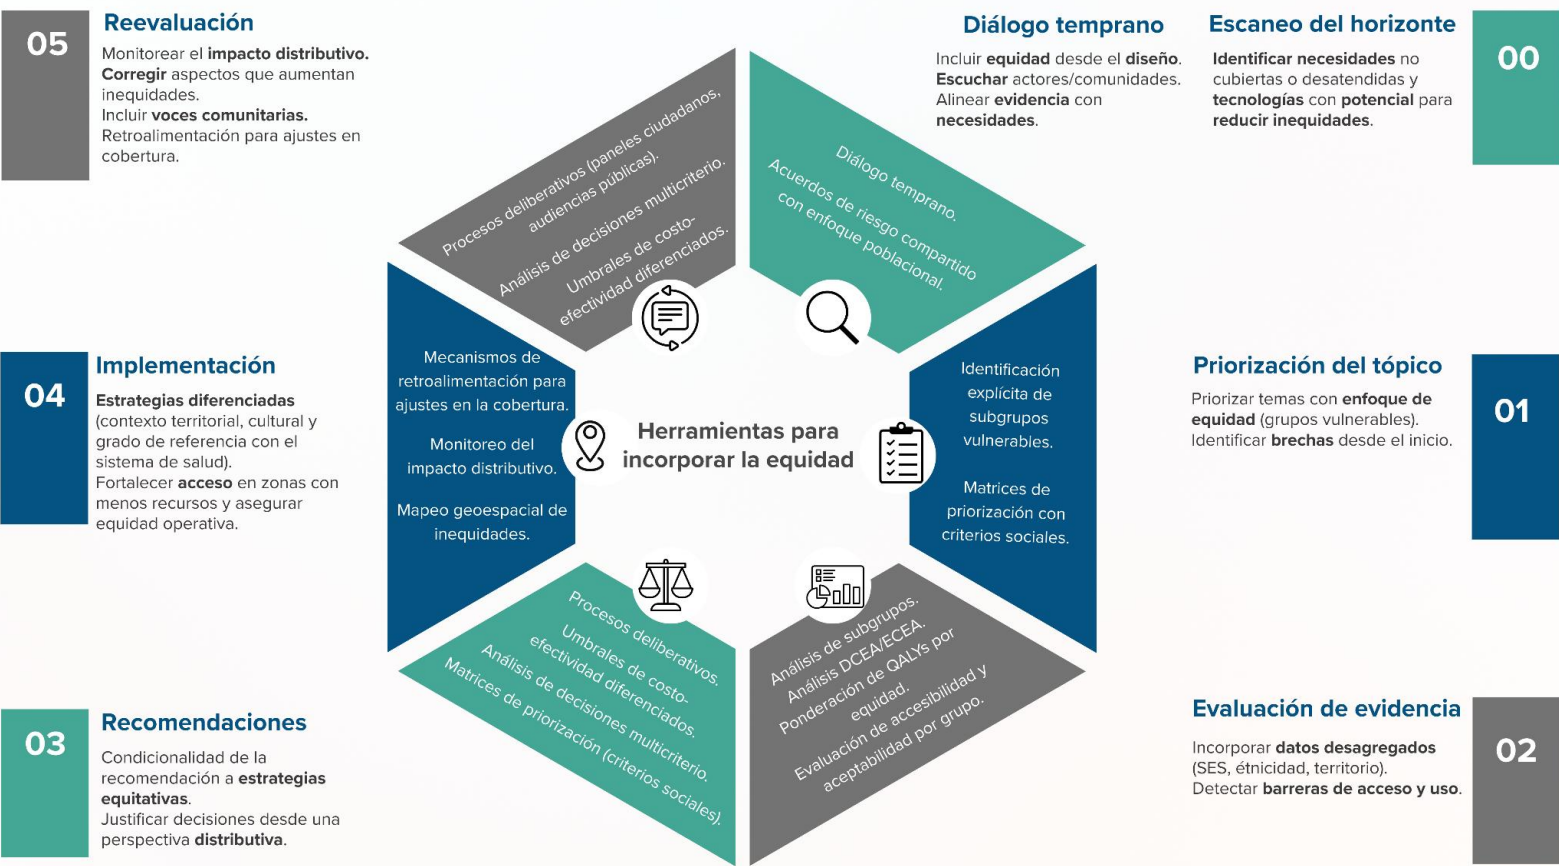 05
Reevaluación
Monitorear el impacto distributivo.
Corregir aspectos que aumentan
inequidades.
Incluir voces comunitarias.
Retroalimentación para ajustes en
cobertura.
Diálogo temprano
Incluir equidad desde el diseño.
Escuchar actores/comunidades.
Alinear evidencia con
necesidades.
Escaneo del horizonte
Identificar necesidades no
cubiertas o desatendidas y
tecnologías con potencial para
reducir inequidades.
00
Procesos deliberativos (paneles ciudadanos,
audiencias públicas).
Análisis de decisiones multicriterio.
Umbrales de costo-
efectividad diferenciados.
Diálogo temprano.
Acuerdos de riesgo compartido
con enfoque poblacional.
04
Implementación
Estrategias diferenciadas
(contexto territorial, cultural y
grado de referencia con el
sistema de salud).
Fortalecer acceso en zonas con
menos recursos y asegurar
equidad operativa.
Mecanismos de
retroalimentación para
ajustes en la cobertura.
Monitoreo del
impacto distributivo.
Mapeo geoespacial de
inequidades.
Herramientas para
incorporar la equidad
Identificación
explícita de
subgrupos
vulnerables.
Matrices de
priorización con
criterios sociales.
Priorización del tópico
Priorizar temas con enfoque de
equidad (grupos vulnerables).
Identificar brechas desde el inicio.
01
03
Recomendaciones
Condicionalidad de la
recomendación a estrategias
equitativas.
Justificar decisiones desde una
perspectiva distributiva.
Procesos deliberativos.
Umbrales de costo-
efectividad diferenciados.
Análisis de decisiones multicriterio.
Matrices de priorización (criterios sociales).
Análisis de subgrupos.
Análisis DCEA/ECEA.
Ponderación de QALYs por
equidad.
Evaluación de accesibilidad y
aceptabilidad por grupo.
Evaluación de evidencia
Incorporar datos desagregados
(SES, étnicidad, territorio).
Detectar barreras de acceso y uso.
02